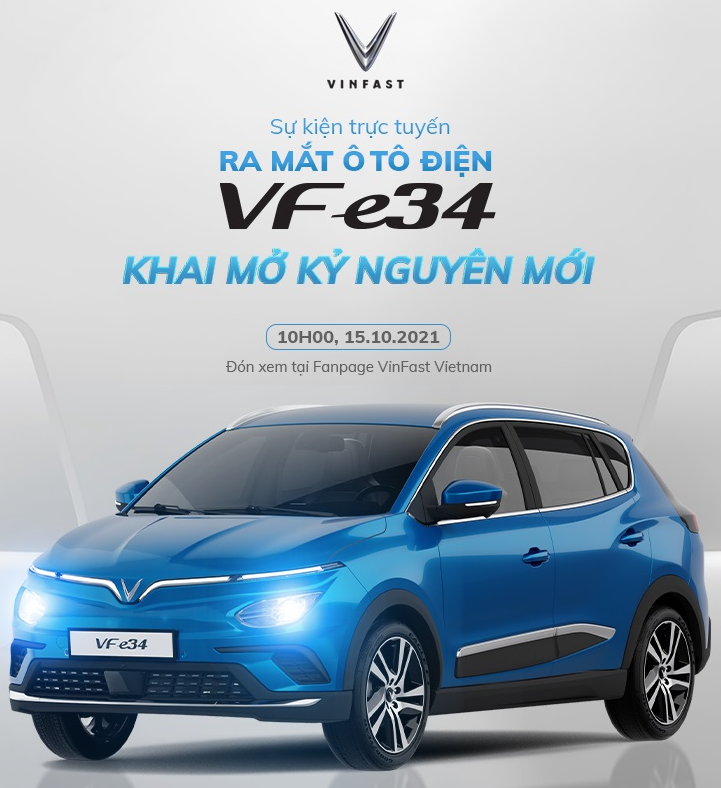 VINFAST
Sự kiện trực tuyến
RA MẮT Ô TÔ ĐIỆN
VF e34
KHAI MỞ KỶ NGUYÊN MỚI
10H00, 15.10.2021
Đón xem tại Fanpage VinFast Vietnam
VF e34